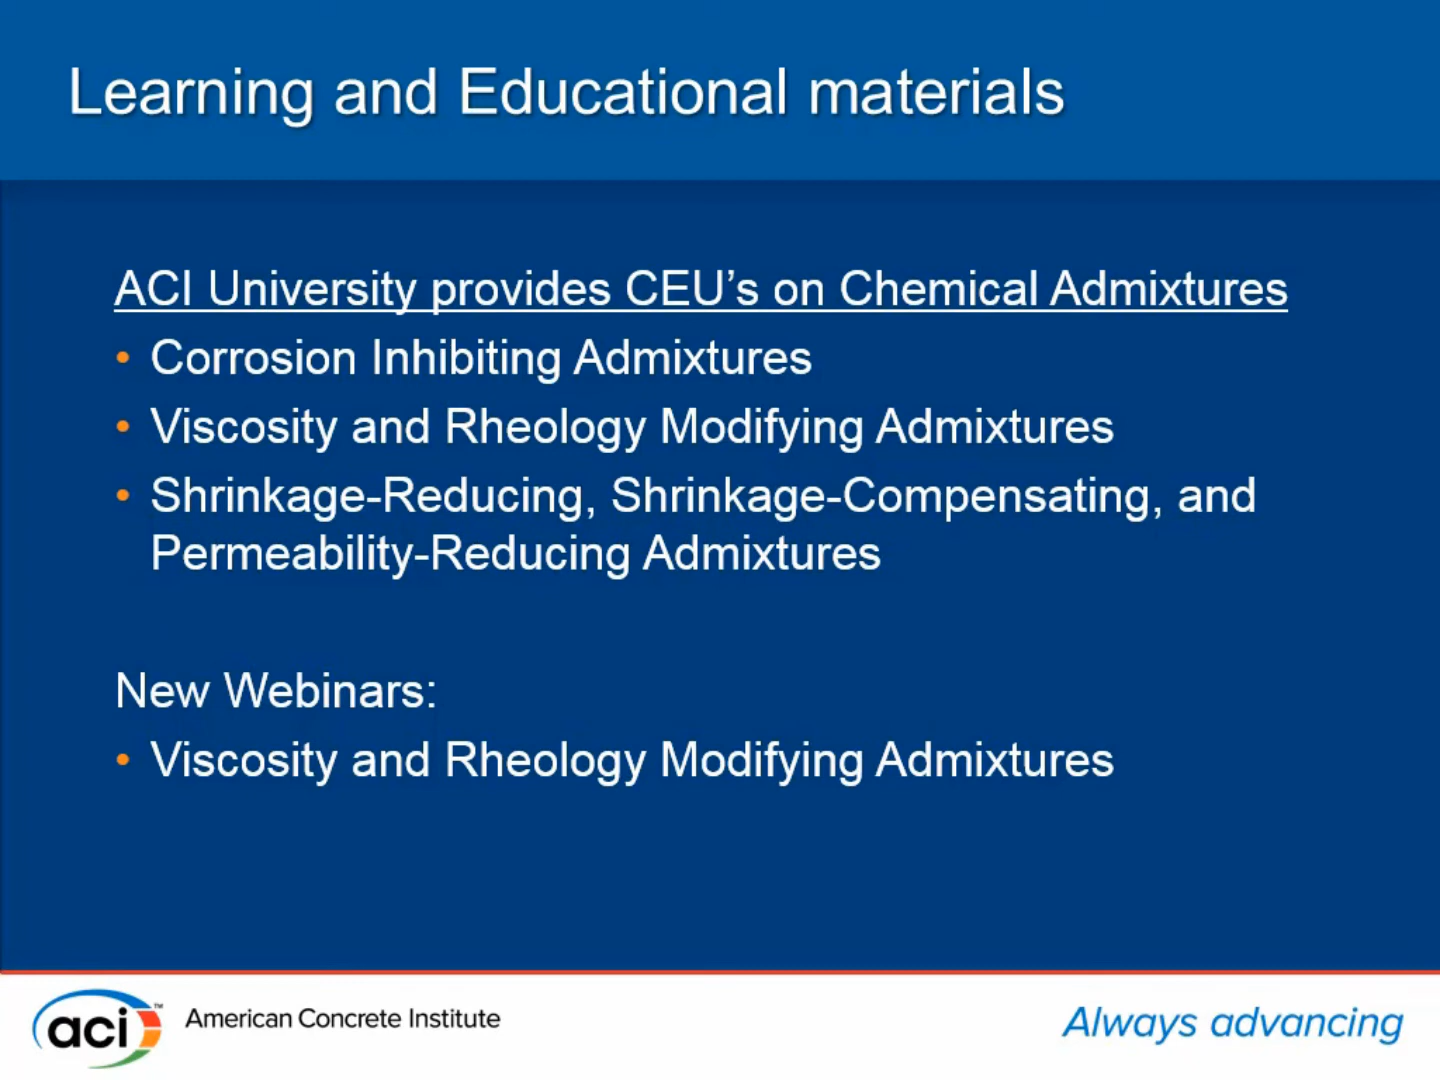 Learning and Educational materials
ACI University provides CEU’s on Chemical Admixtures
• Corrosion Inhibiting Admixtures
• Viscosity and Rheology Modifying Admixtures
• Shrinkage-Reducing, Shrinkage-Compensating, and
Permeability-Reducing Admixtures
New Webinars:
• Viscosity and Rheology Modifying Admixtures
aci™ American Concrete Institute
Always advancing